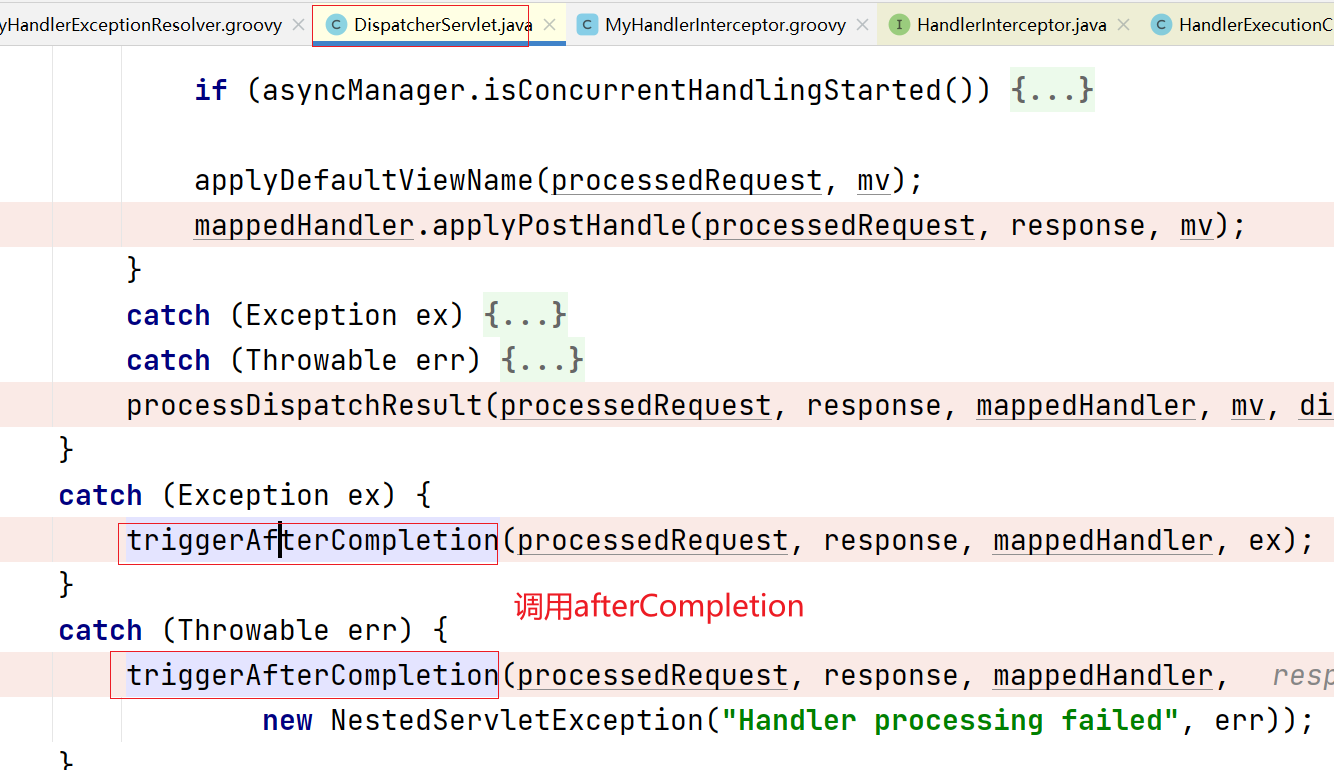 yHandlerExceptionResolver.groovy × C DispatcherServlet.java × C MyHandlerInterceptor.groovy × I HandlerInterceptor.java × C HandlerExecutionC
if (asyncManager.isConcurrentHandlingStarted()) {...}
applyDefaultViewName(processedRequest, mv);
mappedHandler.applyPostHandle(processedRequest, response, mv);
}
catch (Exception ex) {...}
catch (Throwable err) {...}
processDispatchResult(processedRequest, response, mappedHandler, mv, di
}
catch (Exception ex) {
triggerAfterCompletion(processedRequest, response, mappedHandler, ex);
}
调用afterCompletion
catch (Throwable err) {
triggerAfterCompletion(processedRequest, response, mappedHandler, resp
new NestedServletException("Handler processing failed", err));
}